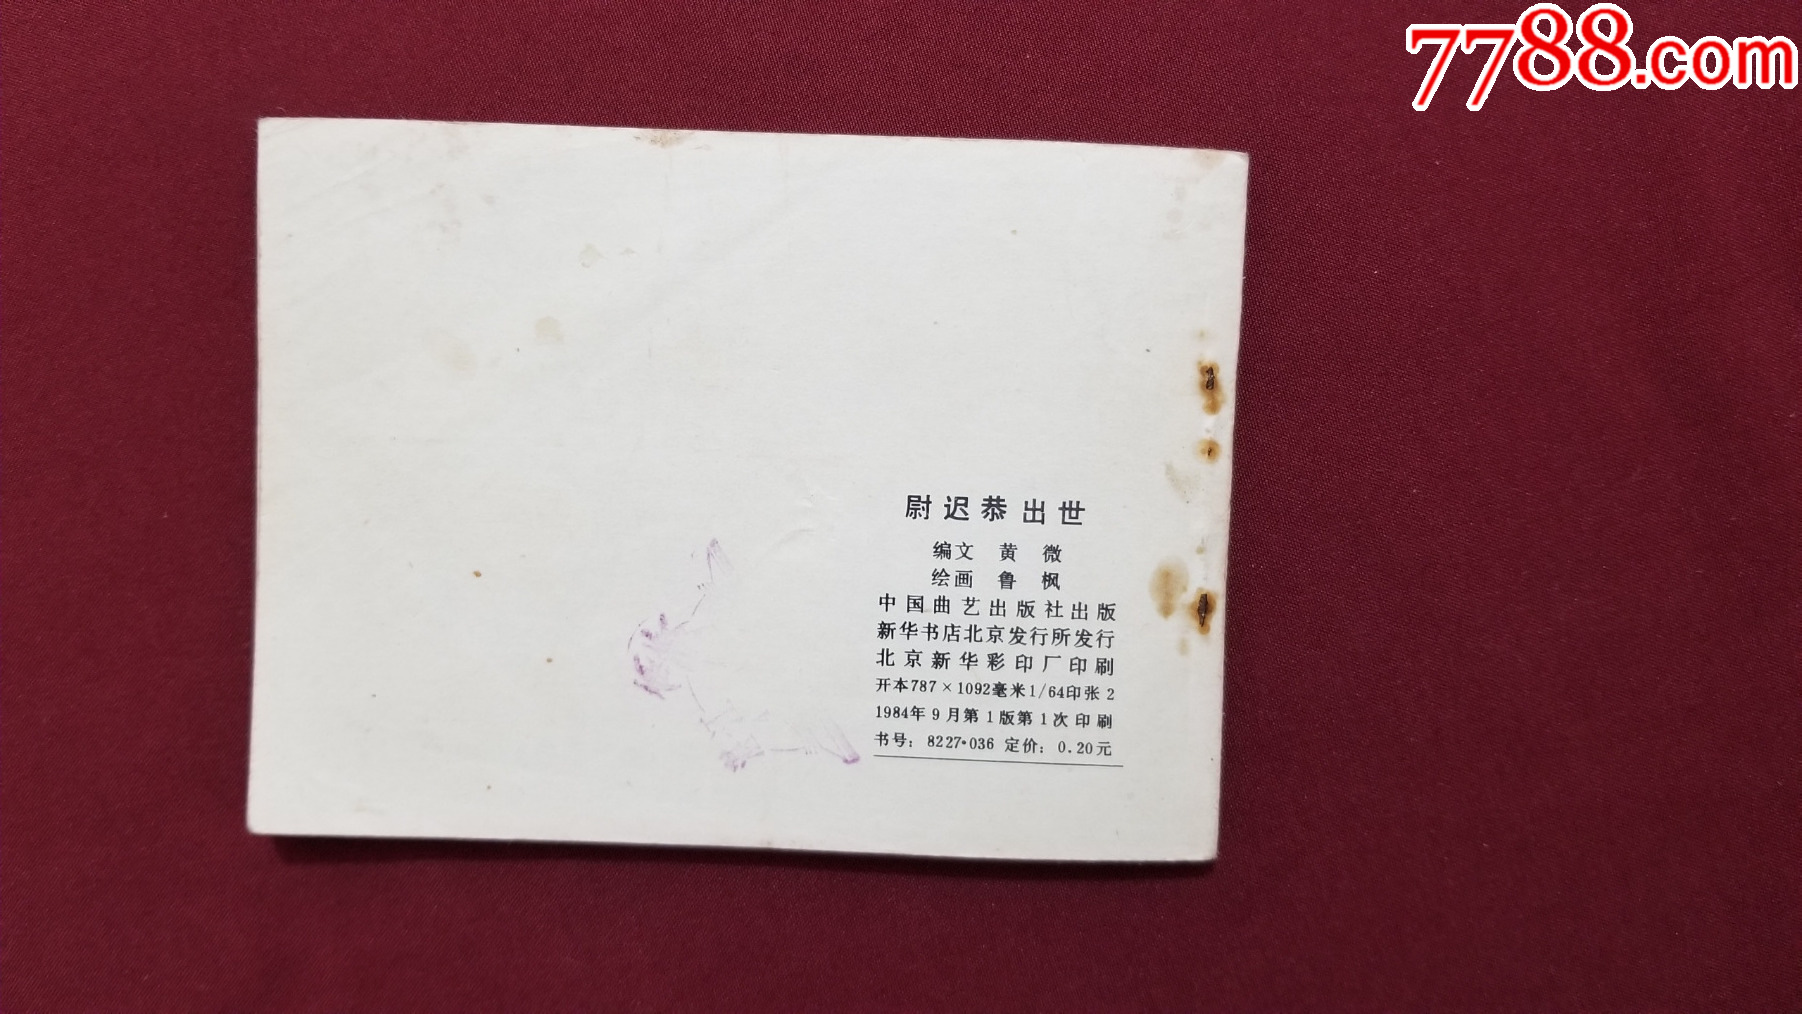 7788.com
尉迟恭出世
编文 黄 微
绘画 鲁 枫
中国曲艺出版社出版
新华书店北京发行所发行
北京新华彩印厂印刷
开本787×1092毫米1/64印张2
1984年9月第1版第1次印刷
书号：8227·036 定价：0.20元